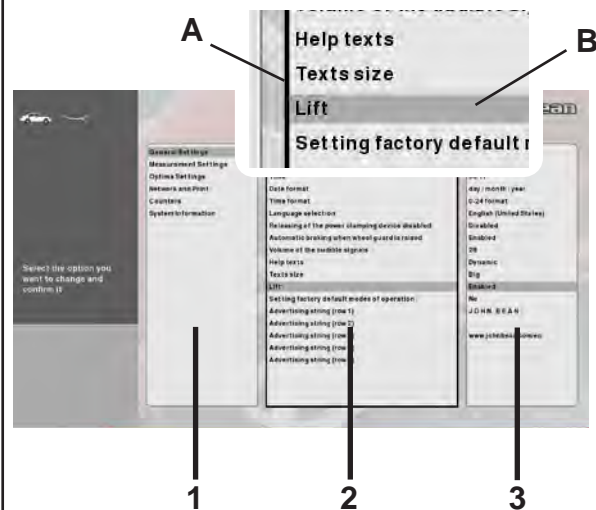 A
B
Help texts
Texts size
Lift
Setting factory default
General Settings
Measurement Settings
Optima Settings
Network and Print
Counters
System Information
Select the option you
want to change and
confirm it
Date format
Time format
Language selection
Releasing of the power clamping device disabled
Automatic braking when wheel guard is raised
Volume of the audible signals
Help texts
Texts size
Lift
Setting factory default modes of operation
Advertising string (row 1)
Advertising string (row 2)
Advertising string (row
Advertising string (row
Advertising string (row
day / month / year
0-24 format
English (United States)
Disabled
Enabled
Dynamic
Big
Enabled
No
JOHN BEAN
1
2
3